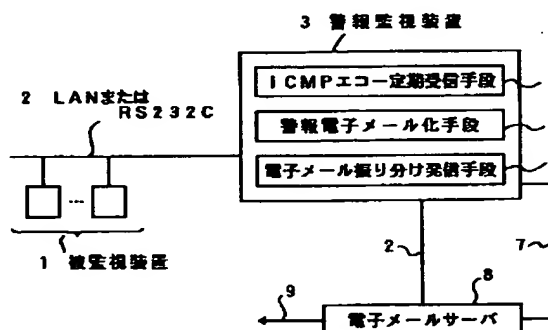 3 警報監視装置
ICMPエコー定期受信手段
2 LANまたは
RS232C
警報電子メール化手段
電子メール振り分け発信手段
...
1 被監視装置
2
7
8
9
電子メールサーバ